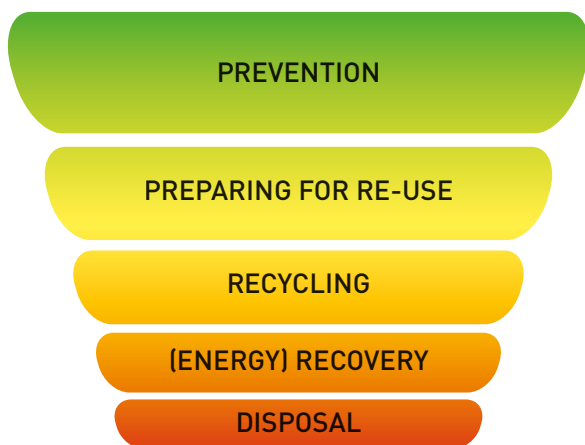 PREVENTION
PREPARING FOR RE-USE
RECYCLING
(ENERGY) RECOVERY
DISPOSAL